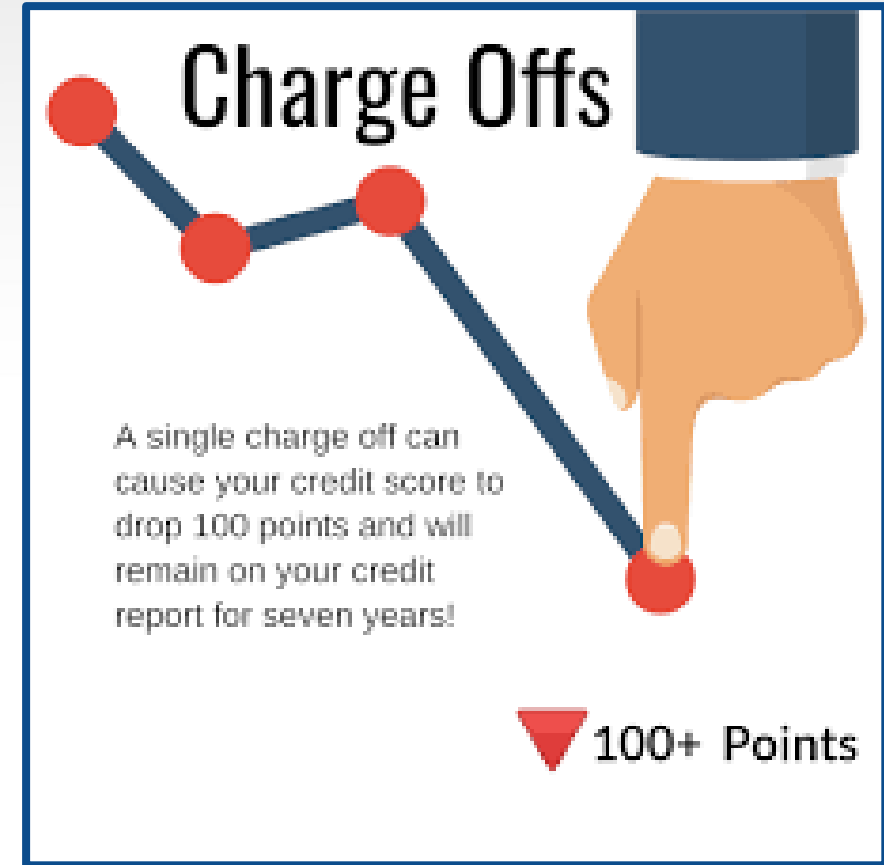 Charge Offs
A single charge off can
cause your credit score to
drop 100 points and will
remain on your credit
report for seven years!
100+ Points